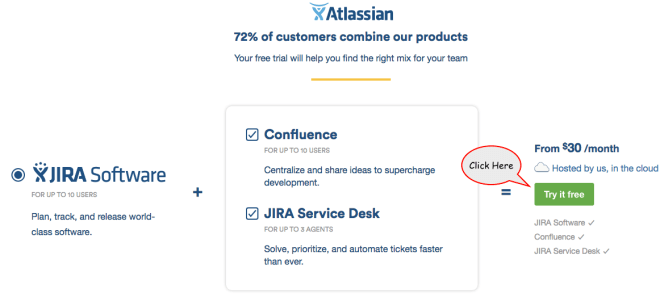 Atlassian
72% of customers combine our products
Your free trial will help you find the right mix for your team
JIRA Software
FOR UP TO 10 USERS
Plan, track, and release world-
class software.
+
Confluence
FOR UP TO 10 USERS
Centralize and share ideas to supercharge
development.
JIRA Service Desk
FOR UP TO 3 AGENTS
Solve, prioritize, and automate tickets faster
than ever.
Click Here
=
From $30 /month
Hosted by us, in the cloud
Try it free
JIRA Software ✓
Confluence ✓
JIRA Service Desk ✓